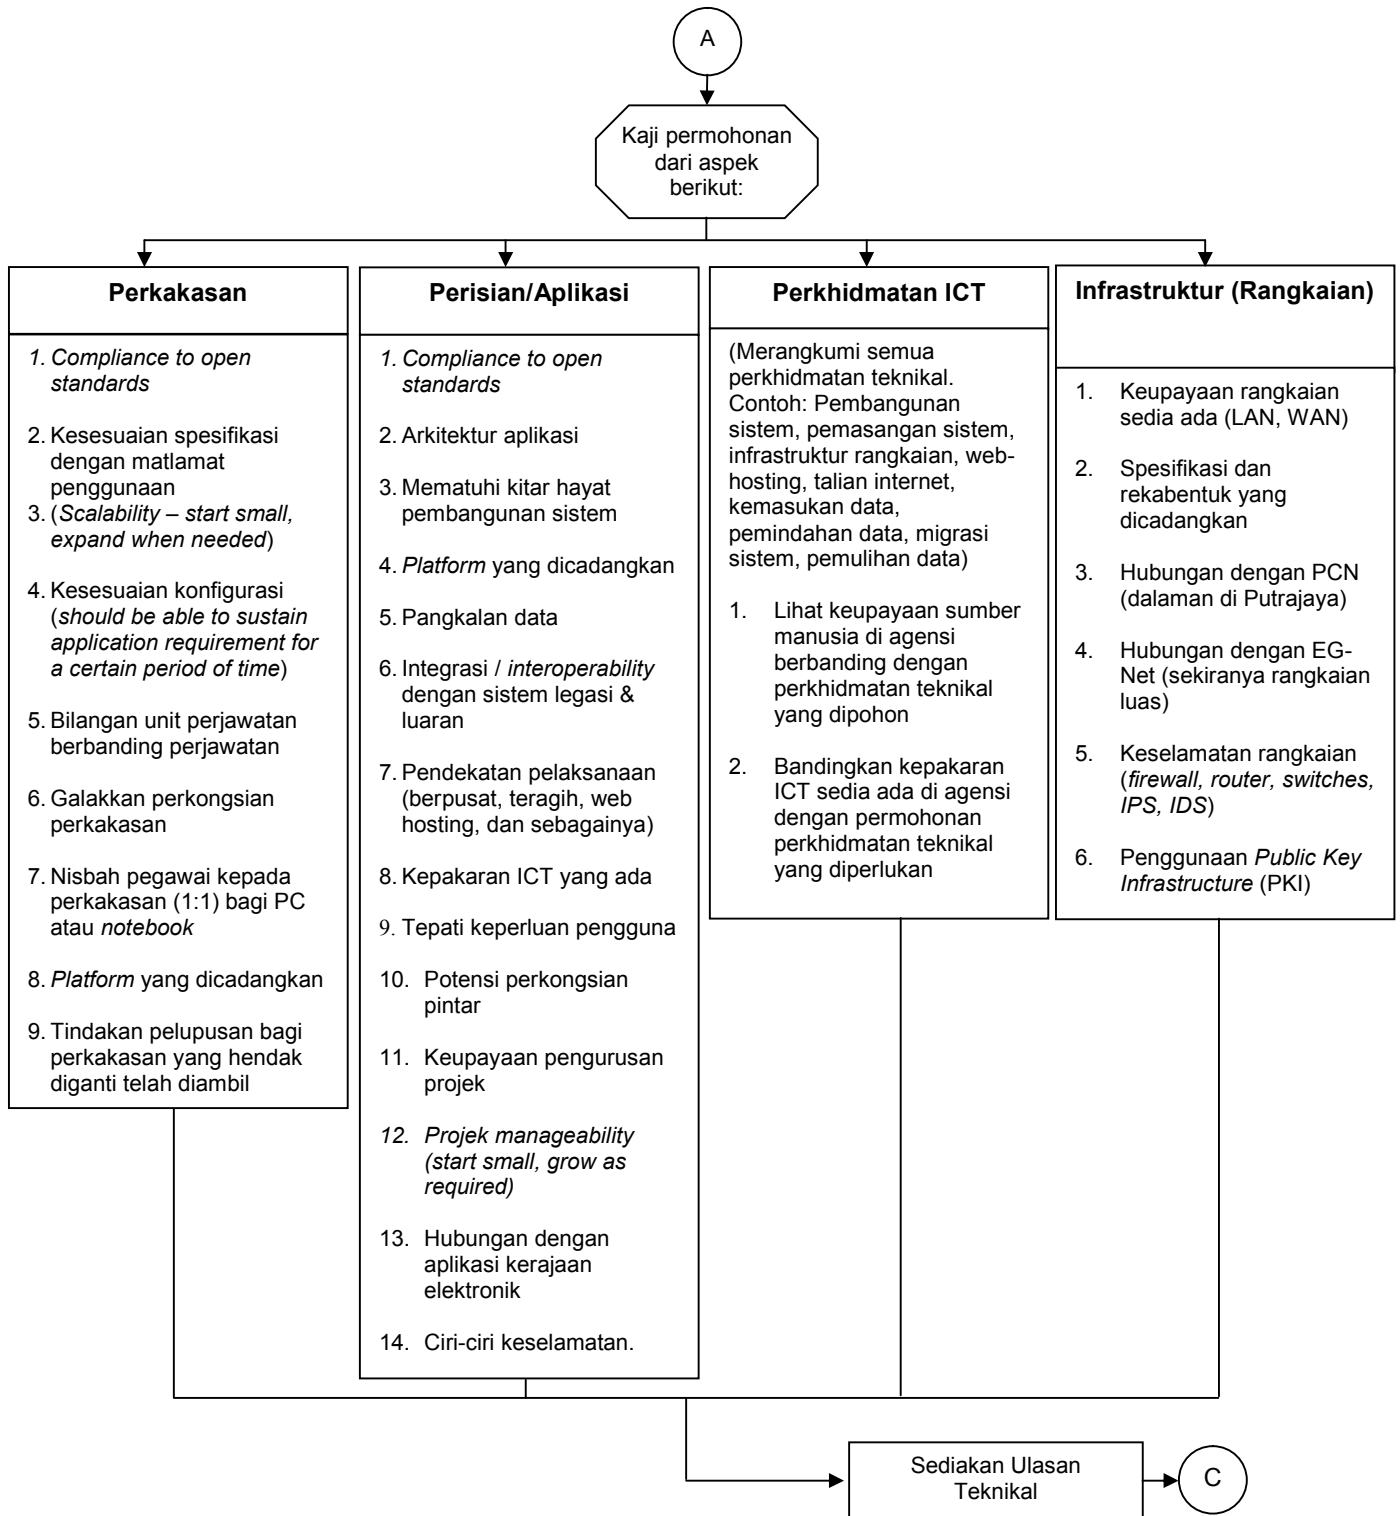 A
Kaji permohonan
dari aspek
berikut:
Perkakasan
1. Compliance to open
standards
2. Kesesuaian spesifikasi
dengan matlamat
penggunaan
3. (Scalability – start small,
expand when needed)
4. Kesesuaian konfigurasi
(should be able to sustain
application requirement for
a certain period of time)
5. Bilangan unit perjawatan
berbanding perjawatan
6. Galakkan perkongsian
perkakasan
7. Nisbah pegawai kepada
perkakasan (1:1) bagi PC
atau notebook
8. Platform yang dicadangkan
9. Tindakan pelupusan bagi
perkakasan yang hendak
diganti telah diambil
Perisian/Aplikasi
1. Compliance to open
standards
2. Arkitektur aplikasi
3. Mematuhi kitar hayat
pembangunan sistem
4. Platform yang dicadangkan
5. Pangkalan data
6. Integrasi / interoperability
dengan sistem legasi &
luaran
7. Pendekatan pelaksanaan
(berpusat, teragih, web
hosting, dan sebagainya)
8. Kepakaran ICT yang ada
9. Tepati keperluan pengguna
10. Potensi perkongsian
pintar
11. Keupayaan pengurusan
projek
12. Projek manageability
(start small, grow as
required)
13. Hubungan dengan
aplikasi kerajaan
elektronik
14. Ciri-ciri keselamatan.
Perkhidmatan ICT
(Merangkumi semua
perkhidmatan teknikal.
Contoh: Pembangunan
sistem, pemasangan sistem,
infrastruktur rangkaian, web-
hosting, talian internet,
kemasukan data,
pemindahan data, migrasi
sistem, pemulihan data)
1. Lihat keupayaan sumber
manusia di agensi
berbanding dengan
perkhidmatan teknikal
yang dipohon
2. Bandingkan kepakaran
ICT sedia ada di agensi
dengan permohonan
perkhidmatan teknikal
yang diperlukan
Infrastruktur (Rangkaian)
1. Keupayaan rangkaian
sedia ada (LAN, WAN)
2. Spesifikasi dan
rekabentuk yang
dicadangkan
3. Hubungan dengan PCN
(dalaman di Putrajaya)
4. Hubungan dengan EG-
Net (sekiranya rangkaian
luas)
5. Keselamatan rangkaian
(firewall, router, switches,
IPS, IDS)
6. Penggunaan Public Key
Infrastructure (PKI)
Sediakan Ulasan
Teknikal
C